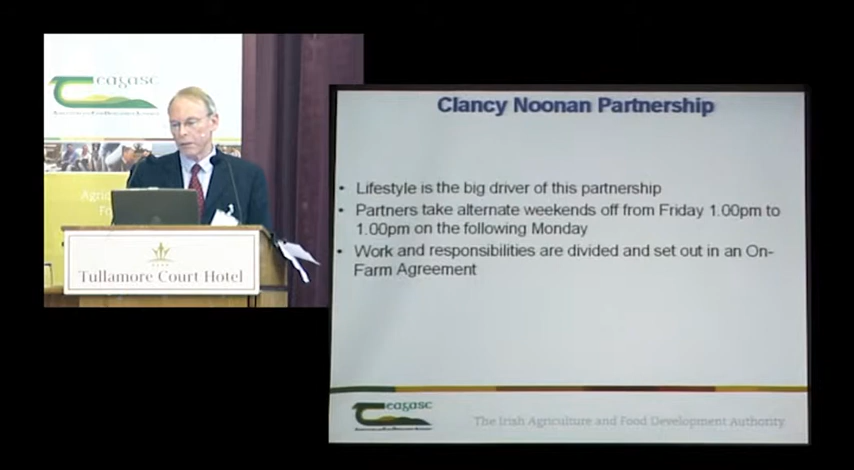 teagasc
Agri
Fo
Tullamore Court Hotel
Clancy Noonan Partnership
• Lifestyle is the big driver of this partnership
• Partners take alternate weekends off from Friday 1.00pm to
1.00pm on the following Monday
• Work and responsibilities are divided and set out in an On-
Farm Agreement
teagasc
The Irish Agriculture and Food Development Authority